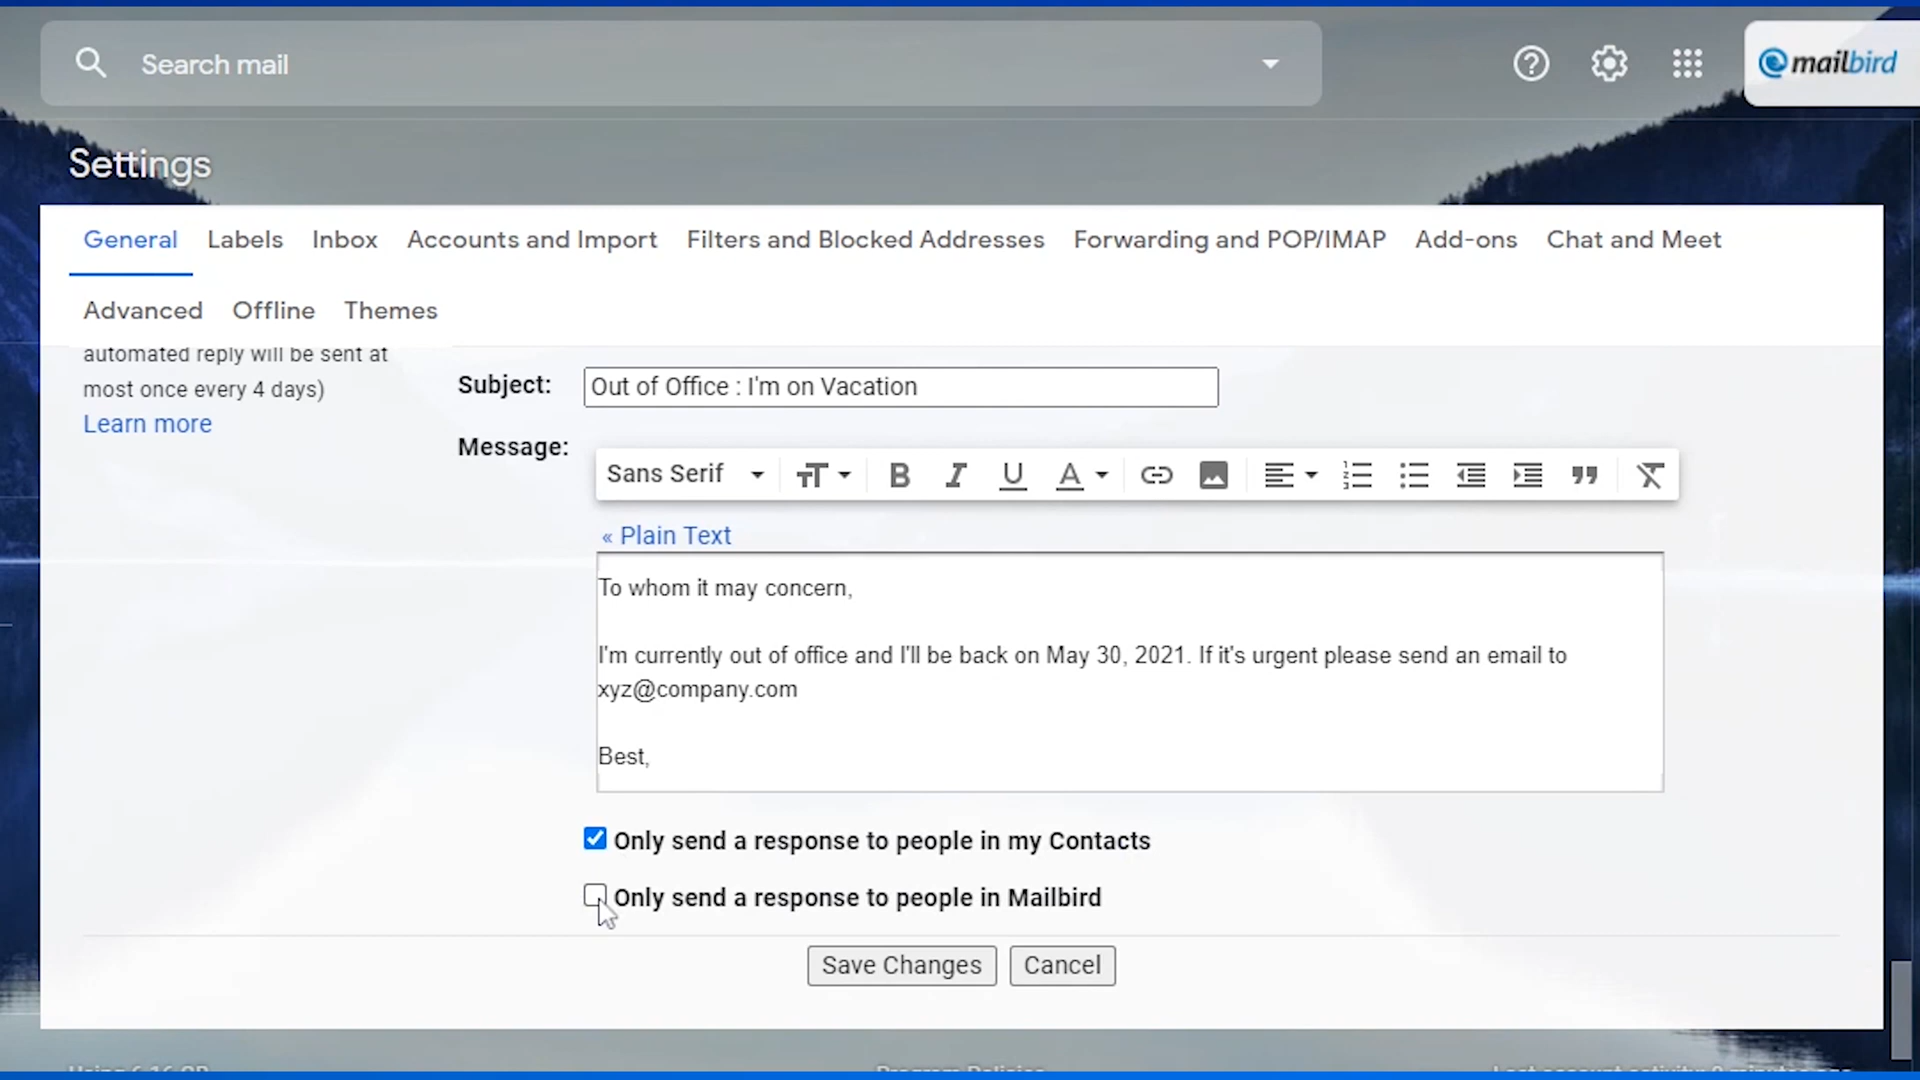 Search mail
mailbird
Settings
General Labels Inbox Accounts and Import Filters and Blocked Addresses Forwarding and POP/IMAP Add-ons Chat and Meet
Advanced Offline Themes
automated reply will be sent at
most once every 4 days)
Learn more
Subject: Out of Office : I'm on Vacation
Message:
Sans Serif
« Plain Text
To whom it may concern,
I'm currently out of office and I'll be back on May 30, 2021. If it's urgent please send an email to
xyz@company.com
Best,
Only send a response to people in my Contacts
Only send a response to people in Mailbird
Save Changes Cancel